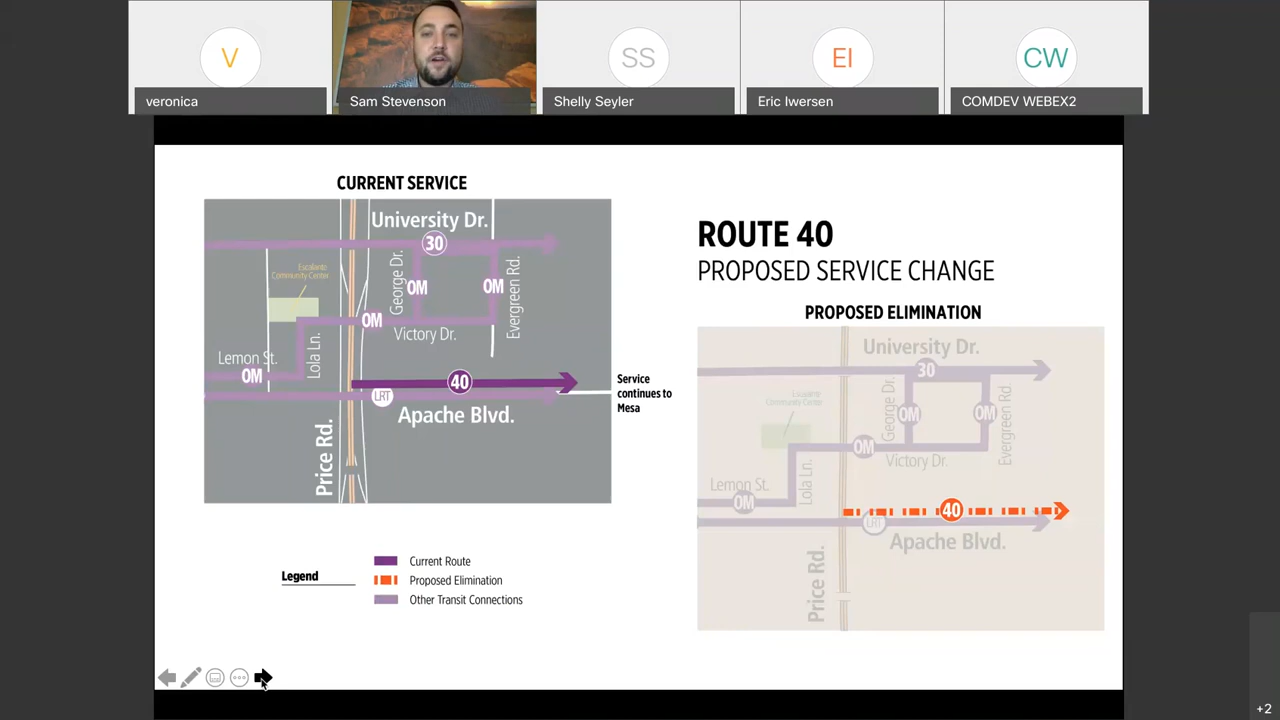 V
SS
EI
CW
veronica
Sam Stevenson
Shelly Seyler
Eric Iwersen
COMDEV WEBEX2
CURRENT SERVICE
University Dr.
30
Escalante
Community Center
George Dr.
OM
OM
Evergreen Rd.
OM
Victory Dr.
Lemon St.
OM
Lola Ln.
40
LRT
Apache Blvd.
Price Rd.
Service
continues to
Mesa
Legend
Current Route
Proposed Elimination
Other Transit Connections
ROUTE 40
PROPOSED SERVICE CHANGE
PROPOSED ELIMINATION
University Dr.
30
Escalante
Community Center
George Dr.
OM
OM
Evergreen Rd
OM
Victory Dr.
Lemon St.
OM
Lola Ln.
40
LRT
Apache Blvd.
Price Rd.
+2